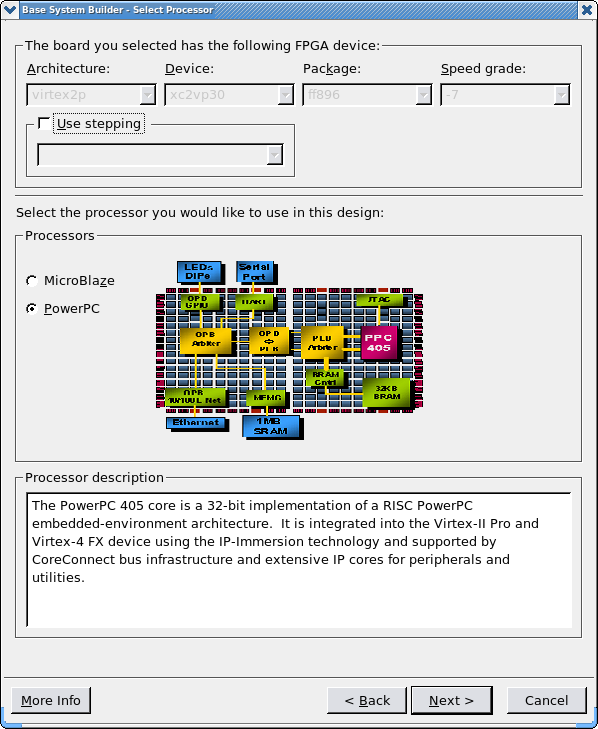 Base System Builder - Select Processor
The board you selected has the following FPGA device:
Architecture: Device: Package: Speed grade:
virtex2p xc2vp30 ff896 -7
Use stepping
Select the processor you would like to use in this design:
Processors
MicroBlaze
PowerPC
LEDs
DIPs
Serial
Port
OPB
GPIO
UART
JTAG
OPB
Arbiter
OPB
PLB
PLB
Arbiter
PPC
405
BRAM
Cntrl
32KB
BRAM
OPB
10/100 Net
MEMC
Ethernet
1MB
SRAM
Processor description
The PowerPC 405 core is a 32-bit implementation of a RISC PowerPC
embedded-environment architecture. It is integrated into the Virtex-II Pro and
Virtex-4 FX device using the IP-Immersion technology and supported by
CoreConnect bus infrastructure and extensive IP cores for peripherals and
utilities.
More Info < Back Next > Cancel